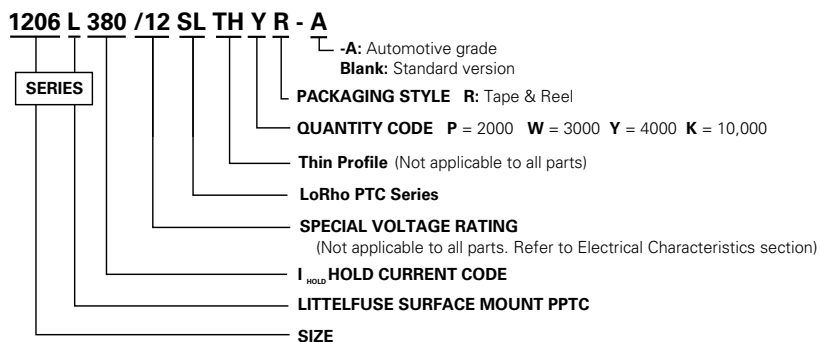 1206 L 380 /12 SL TH Y R - A
-A: Automotive grade
Blank: Standard version
SERIES
PACKAGING STYLE R: Tape & Reel
QUANTITY CODE P = 2000 W = 3000 Y = 4000 K = 10,000
Thin Profile (Not applicable to all parts)
LoRho PTC Series
SPECIAL VOLTAGE RATING
(Not applicable to all parts. Refer to Electrical Characteristics section)
I HOLD HOLD CURRENT CODE
LITTELFUSE SURFACE MOUNT PPTC
SIZE